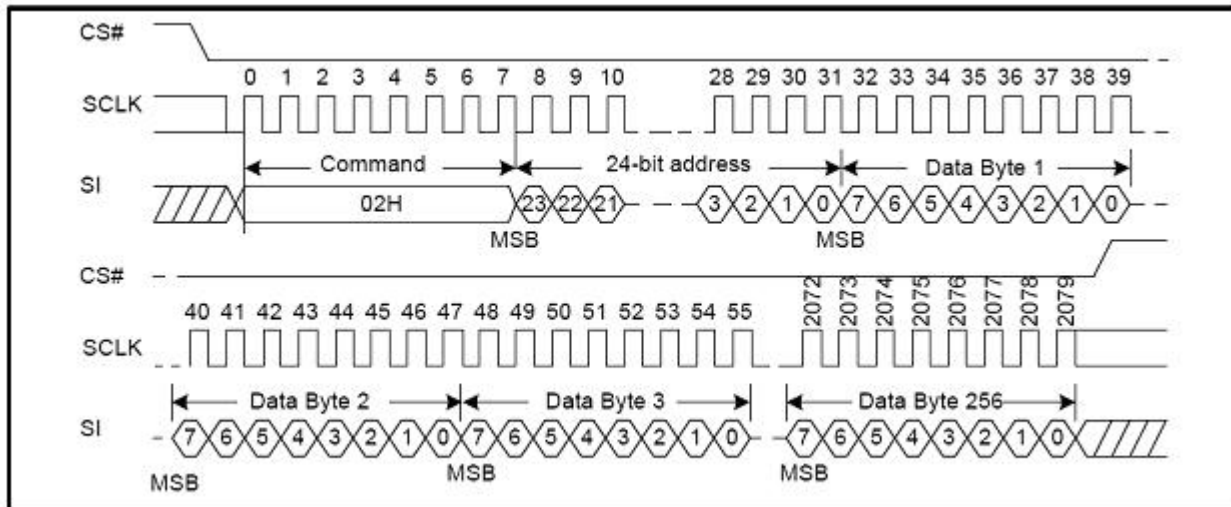 CS#
0 1 2 3 4 5 6 7 8 9 10 28 29 30 31 32 33 34 35 36 37 38 39
SCLK
Command 24-bit address Data Byte 1
SI
02H 23 22 21 3 2 1 0 7 6 5 4 3 2 1 0
MSB MSB
CS#
40 41 42 43 44 45 46 47 48 49 50 51 52 53 54 55 2072 2073 2074 2075 2076 2077 2078 2079
SCLK
Data Byte 2 Data Byte 3 Data Byte 256
SI
7 6 5 4 3 2 1 0 7 6 5 4 3 2 1 0 7 6 5 4 3 2 1 0
MSB MSB MSB